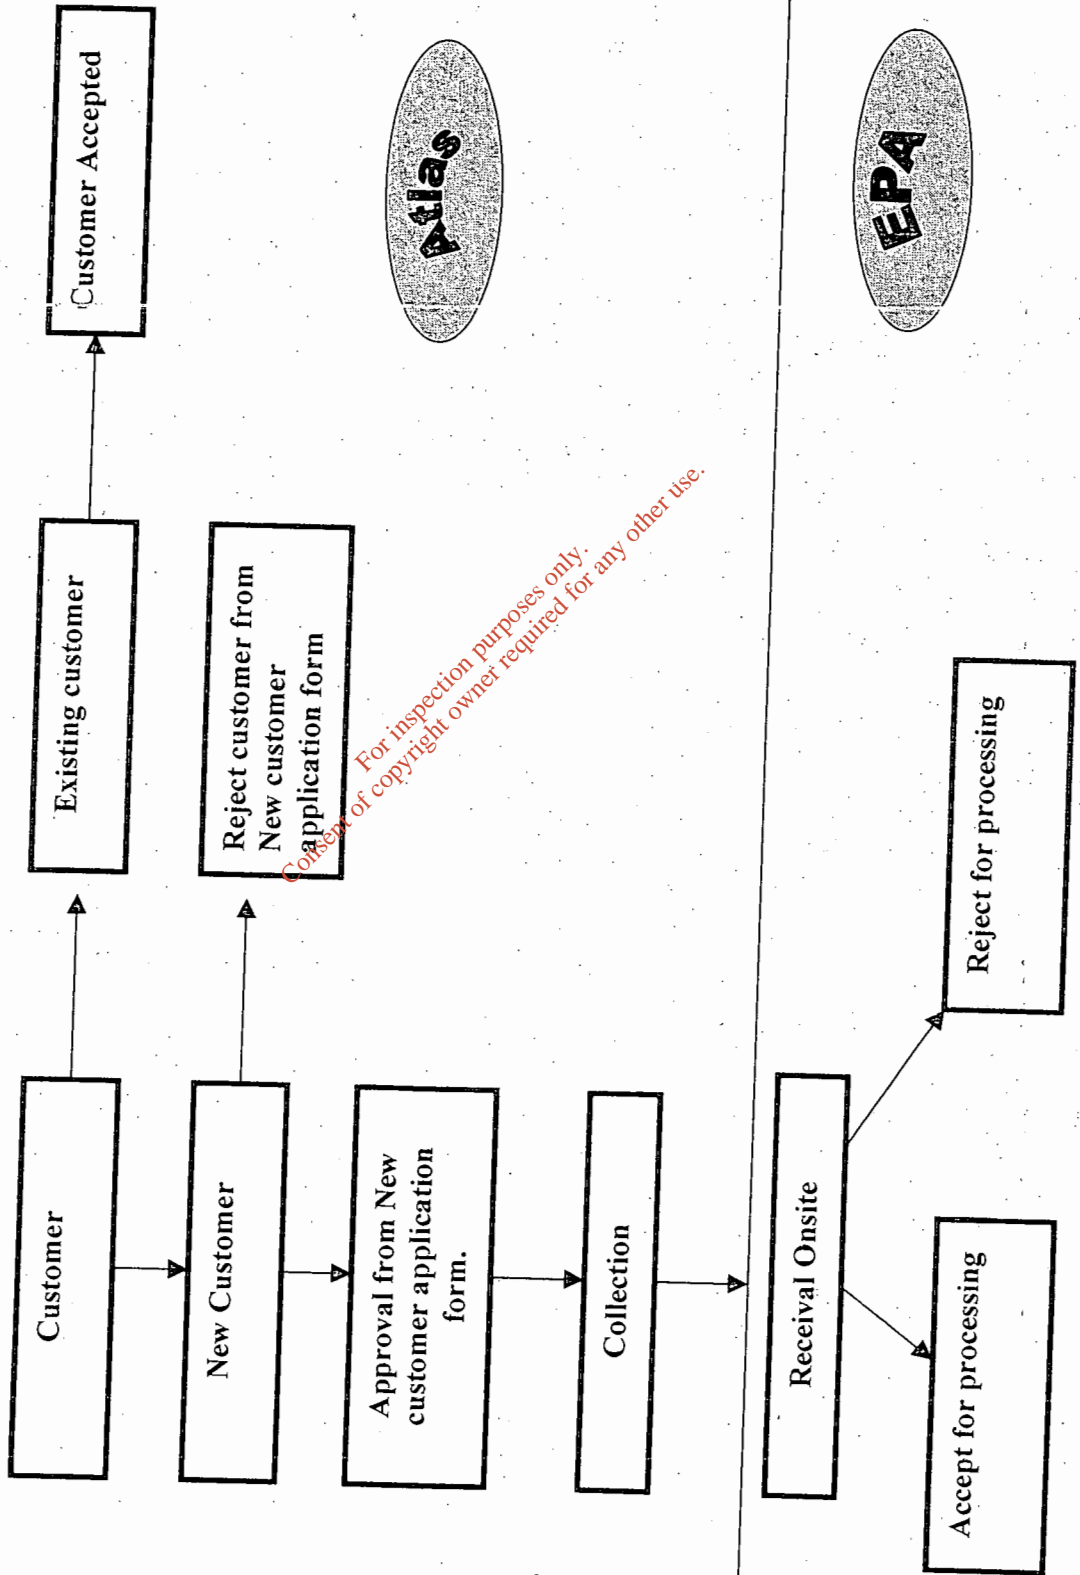 Customer
Existing customer
Customer Accepted
New Customer
Reject customer from
New customer
application form
Approval from New
customer application
form.
Atlas
Collection
For inspection purposes only.
Consent of copyright owner required for any other use.
Receival Onsite
EPA
Accept for processing
Reject for processing